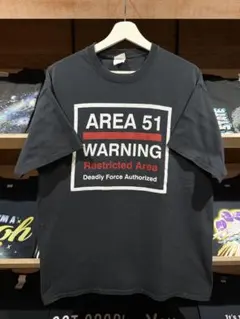 AREA 51
WARNING
Restricted Area
Deadly Force Authorized